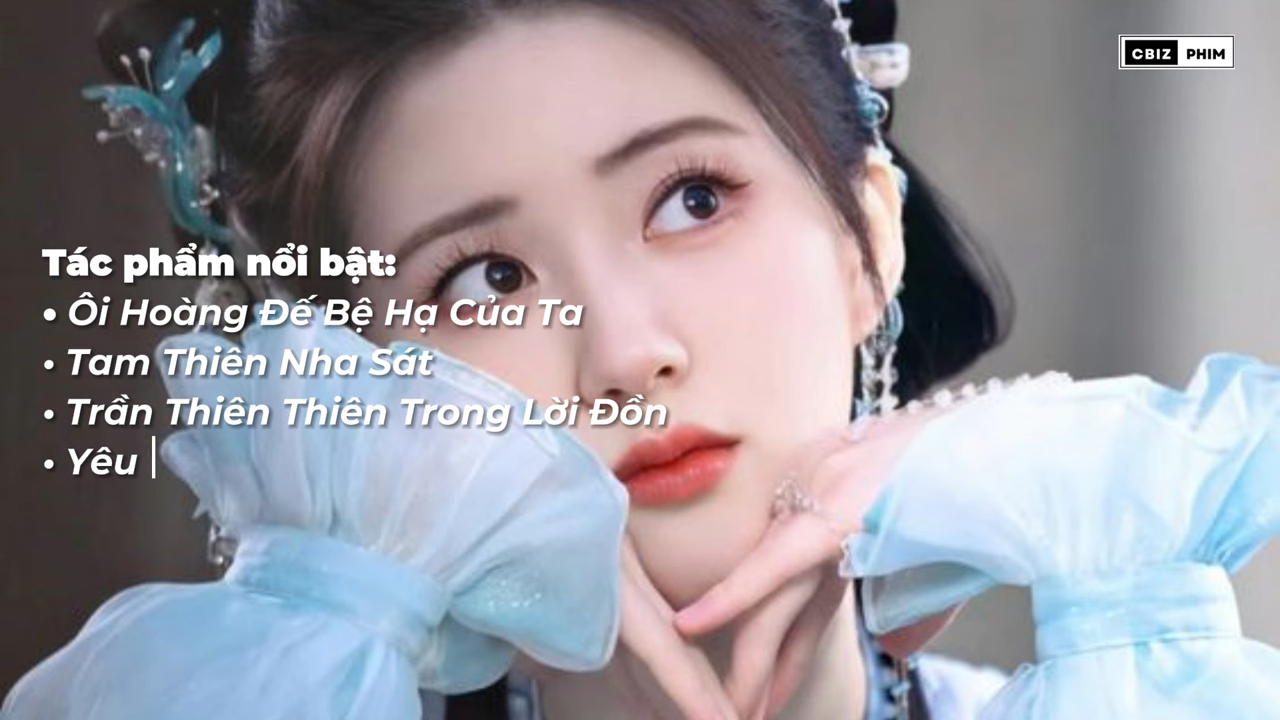 CBIZ PHIM
Tác phẩm nổi bật:
• Ôi Hoàng Đế Bệ Hạ Của Ta
• Tam Thiên Nha Sát
• Trần Thiên Thiên Trong Lời Đồn
• Yêu